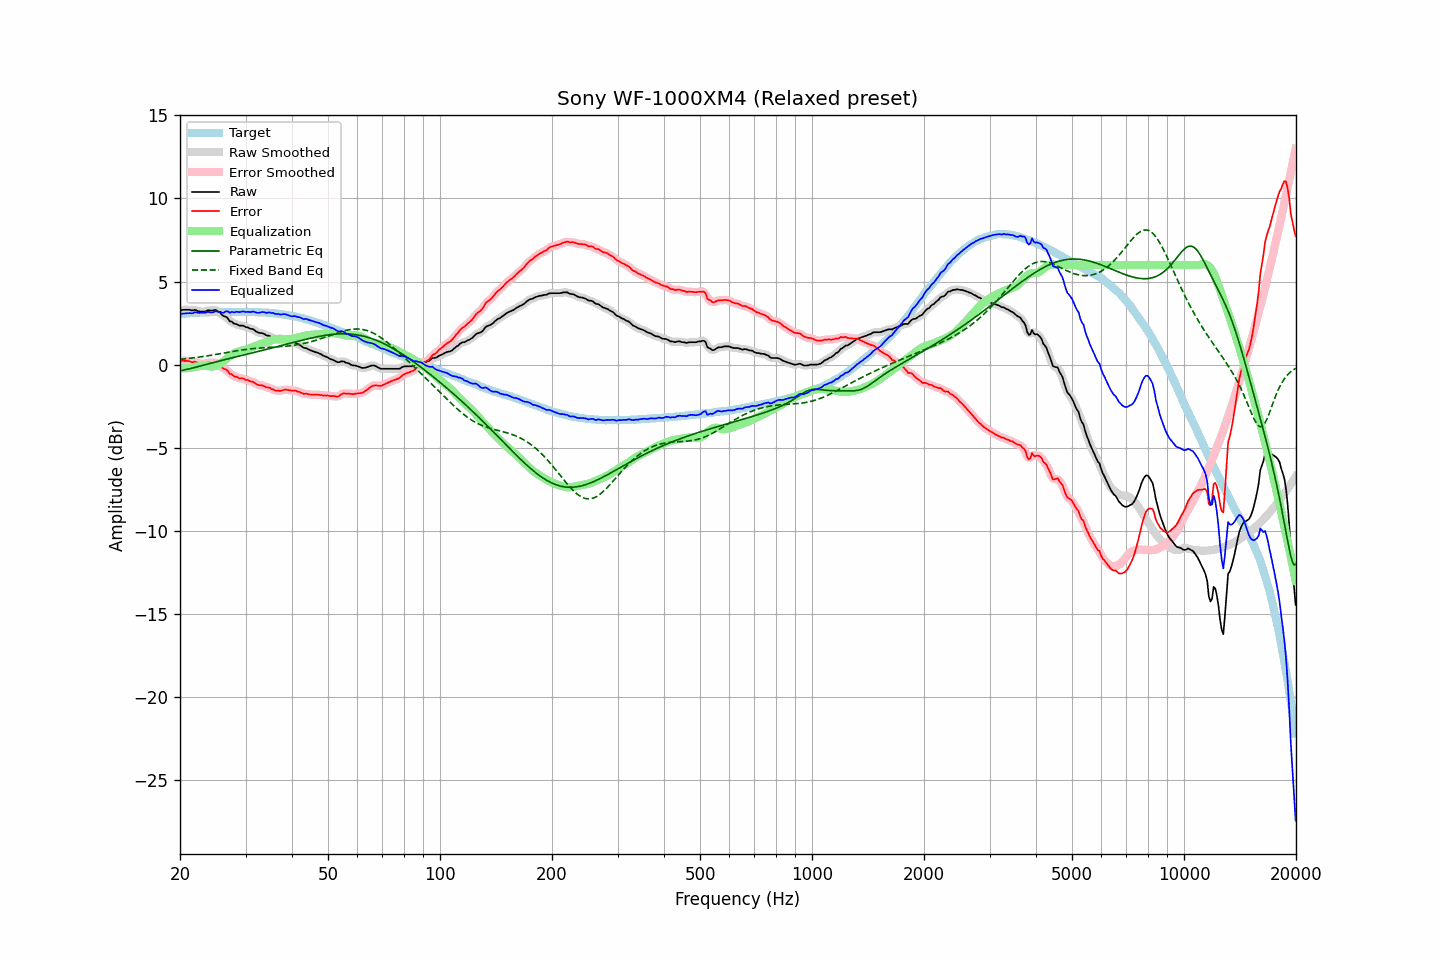 Sony WF-1000XM4 (Relaxed preset)
Target
Raw Smoothed
Error Smoothed
Raw
Error
Equalization
Parametric Eq
Fixed Band Eq
Equalized
15
10
5
0
−5
−10
−15
−20
−25
Amplitude (dBr)
20 50 100 200 500 1000 2000 5000 10000 20000
Frequency (Hz)